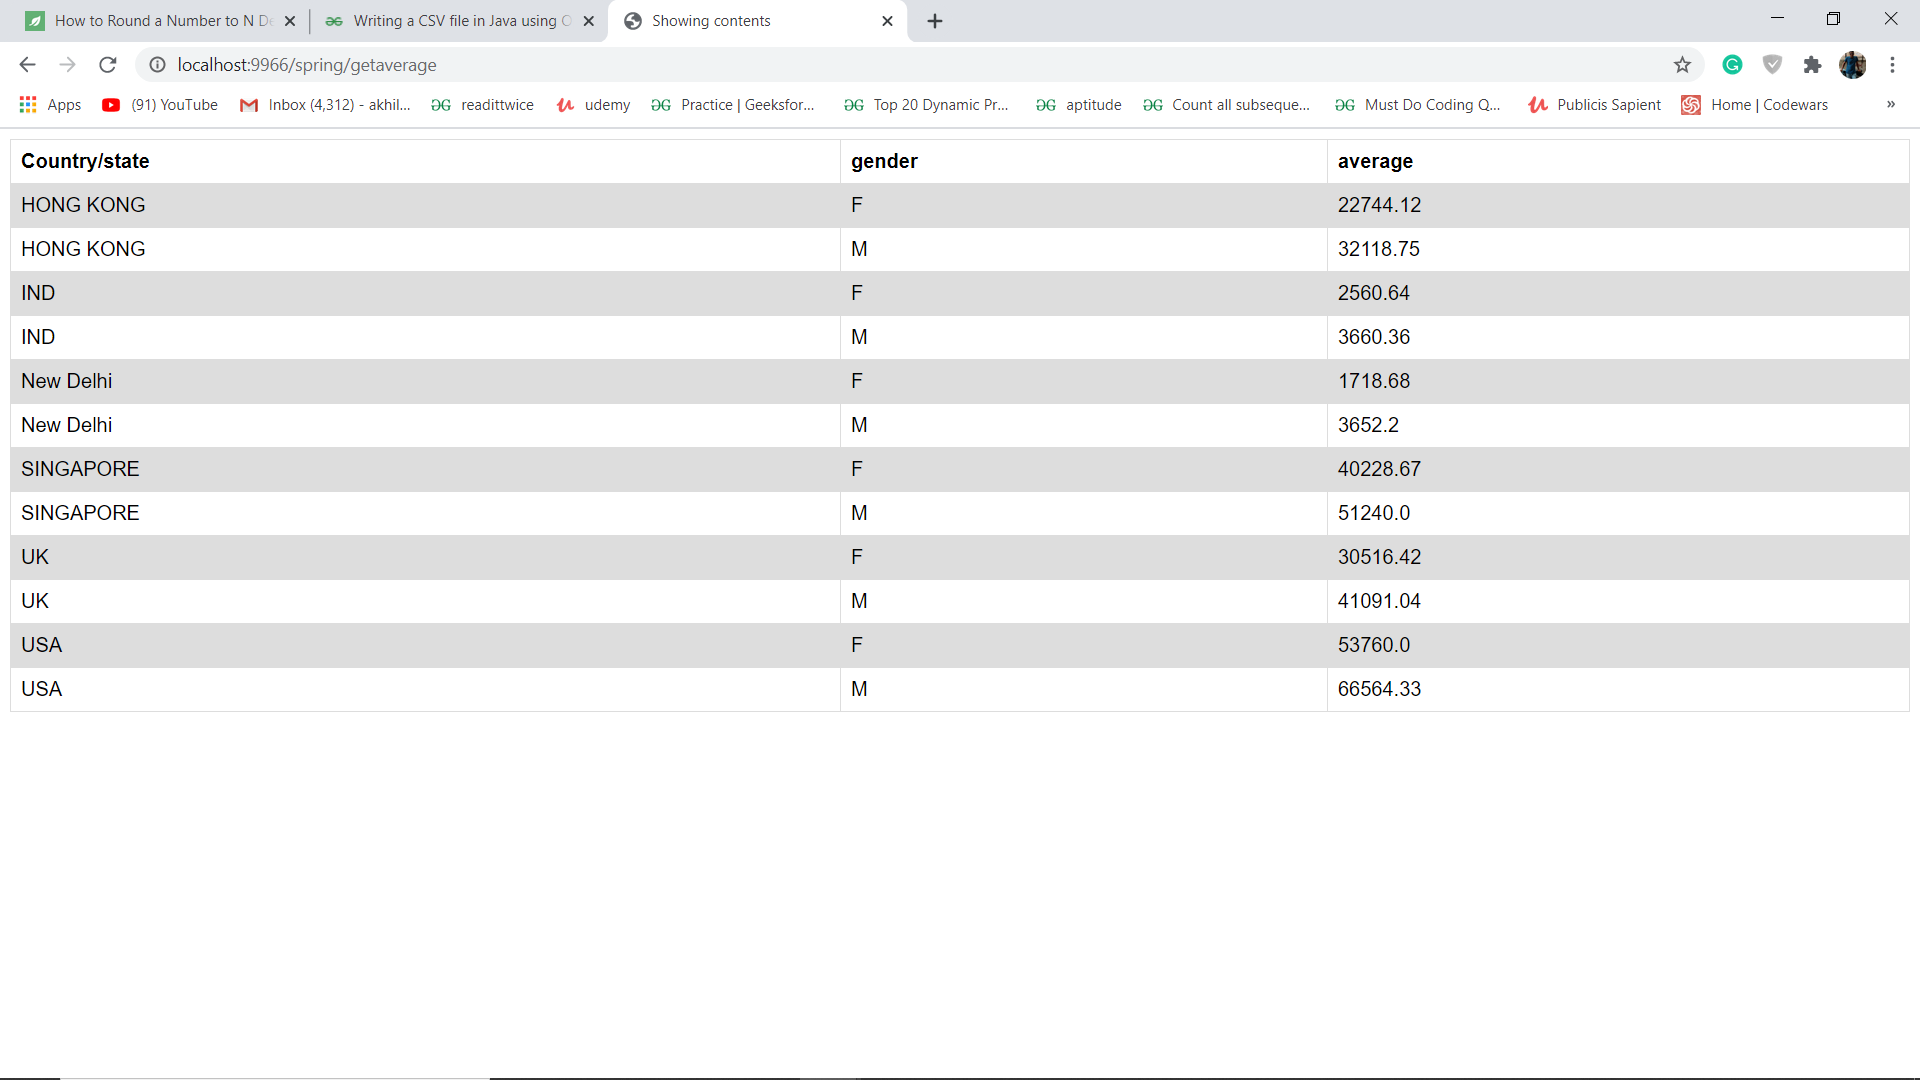 How to Round a Number to N De
Writing a CSV file in Java using O
Showing contents
localhost:9966/spring/getaverage
Apps (91) YouTube Inbox (4,312) - akhil... readittwice udemy Practice | Geeksfor... Top 20 Dynamic Pr... aptitude Count all subseque... Must Do Coding Q... Publicis Sapient Home | Codewars »
Country/state gender average
HONG KONG F 22744.12
HONG KONG M 32118.75
IND F 2560.64
IND M 3660.36
New Delhi F 1718.68
New Delhi M 3652.2
SINGAPORE F 40228.67
SINGAPORE M 51240.0
UK F 30516.42
UK M 41091.04
USA F 53760.0
USA M 66564.33